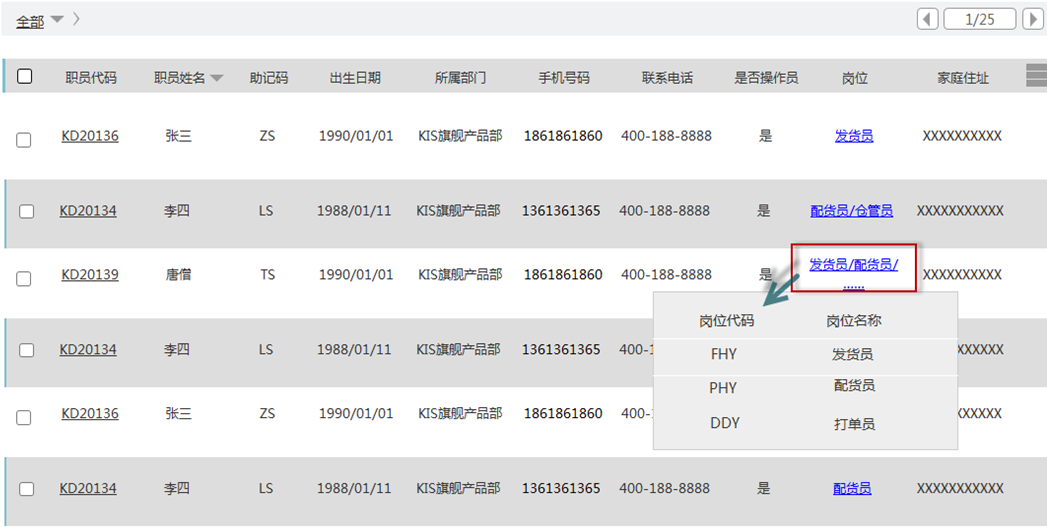 全部
1/25
职员代码 职员姓名 助记码 出生日期 所属部门 手机号码 联系电话 是否操作员 岗位 家庭住址
KD20136 张三 ZS 1990/01/01 KIS旗舰产品部 1861861860 400-188-8888 是 发货员 XXXXXXXXXX
KD20134 李四 LS 1988/01/11 KIS旗舰产品部 1361361365 400-188-8888 是 配货员/仓管员 XXXXXXXXXXX
KD20139 唐僧 TS 1990/01/01 KIS旗舰产品部 1861861860 400-188-8888 是 发货员/配货员/ XXXXXXXXXX
......
岗位代码 岗位名称
FHY 发货员
PHY 配货员
DDY 打单员
KD20134 李四 LS 1988/01/11 KIS旗舰产品部 1361361365 400-1 XXXXXX
KD20136 张三 ZS 1990/01/01 KIS旗舰产品部 1861861860 400- XXXXX
KD20134 李四 LS 1988/01/11 KIS旗舰产品部 1361361365 400-188-8888 是 配货员 XXXXXXXXXXX